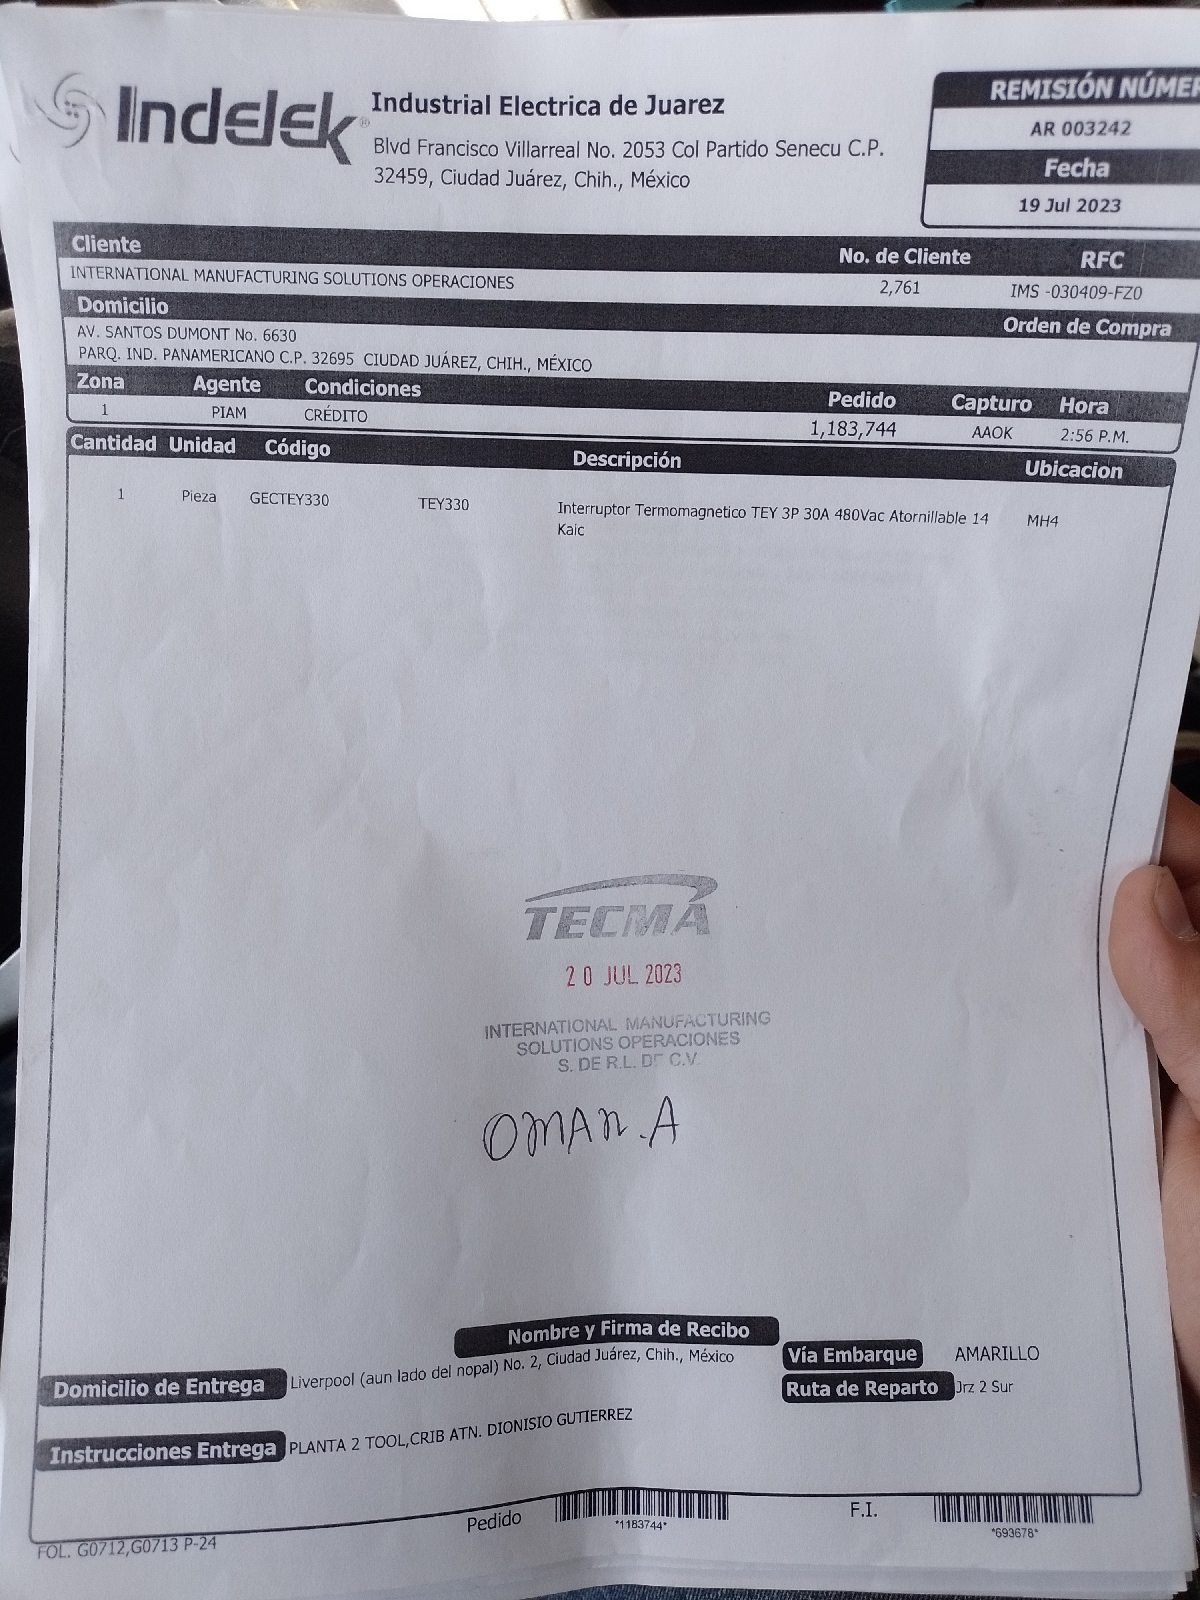 Indelek®
Industrial Electrica de Juarez
Blvd Francisco Villarreal No. 2053 Col Partido Senecu C.P.
32459, Ciudad Juárez, Chih., México
REMISIÓN NÚMER
AR 003242
Fecha
19 Jul 2023
Cliente No. de Cliente RFC
INTERNATIONAL MANUFACTURING SOLUTIONS OPERACIONES 2,761 IMS -030409-FZ0
Domicilio Orden de Compra
AV. SANTOS DUMONT No. 6630
PARQ. IND. PANAMERICANO C.P. 32695 CIUDAD JUÁREZ, CHIH., MÉXICO
Zona Agente Condiciones Pedido Capturo Hora
1 PIAM CRÉDITO 1,183,744 AAOK 2:56 P.M.
Cantidad Unidad Código Descripción Ubicacion
1 Pieza GECTEY330 TEY330 Interruptor Termomagnetico TEY 3P 30A 480Vac Atornillable 14 MH4
Kaic
TECMA
20 JUL 2023
INTERNATIONAL MANUFACTURING
SOLUTIONS OPERACIONES
S. DE R.L. DE C.V.
OMAR.A
Nombre y Firma de Recibo
Domicilio de Entrega Liverpool (aun lado del nopal) No. 2, Ciudad Juárez, Chih., México
Vía Embarque AMARILLO
Ruta de Reparto Jrz 2 Sur
Instrucciones Entrega PLANTA 2 TOOL,CRIB ATN. DIONISIO GUTIERREZ
Pedido *1183744* F.I. *693678*
FOL. G0712,G0713 P-24